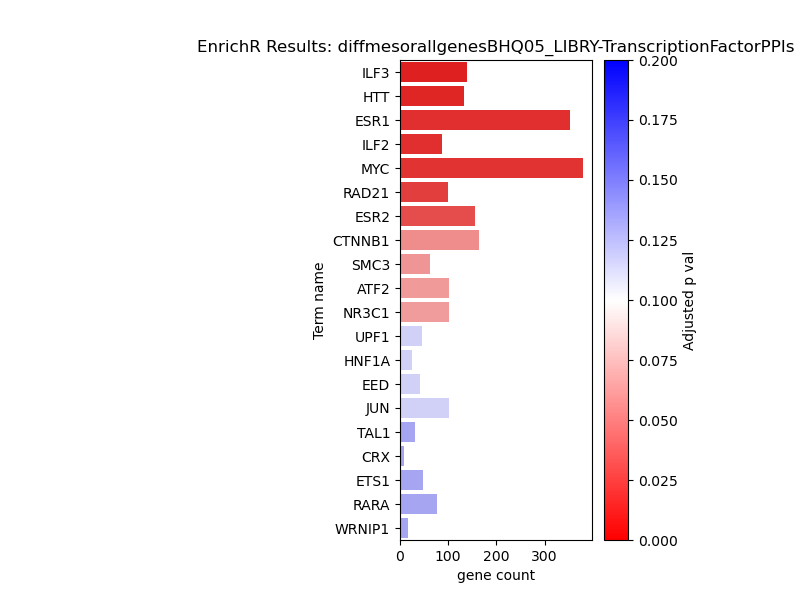 EnrichR Results: diffmesorallgenesBHQ05_LIBRY-TranscriptionFactorPPIs
ILF3
HTT
ESR1
ILF2
MYC
RAD21
ESR2
CTNNB1
SMC3
ATF2
NR3C1
UPF1
HNF1A
EED
JUN
TAL1
CRX
ETS1
RARA
WRNIP1
Term name
0 100 200 300
gene count
0.200
0.175
0.150
0.125
0.100
0.075
0.050
0.025
0.000
Adjusted p val